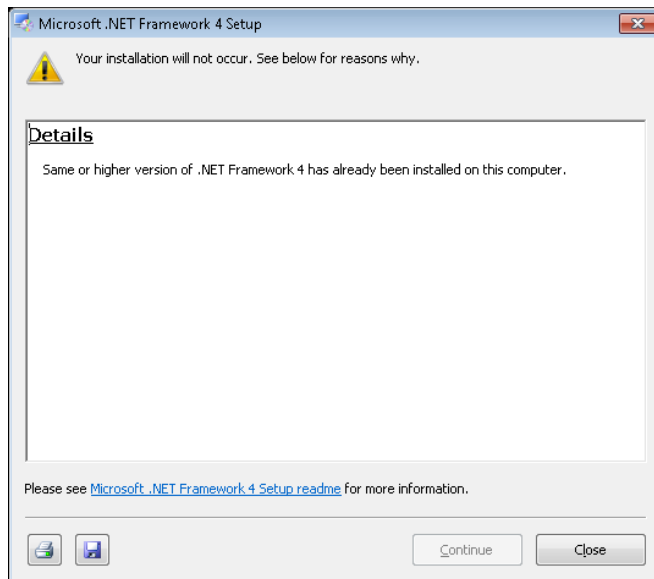 Microsoft .NET Framework 4 Setup
Your installation will not occur. See below for reasons why.
Details
Same or higher version of .NET Framework 4 has already been installed on this computer.
Please see Microsoft .NET Framework 4 Setup readme for more information.
Continue
Close